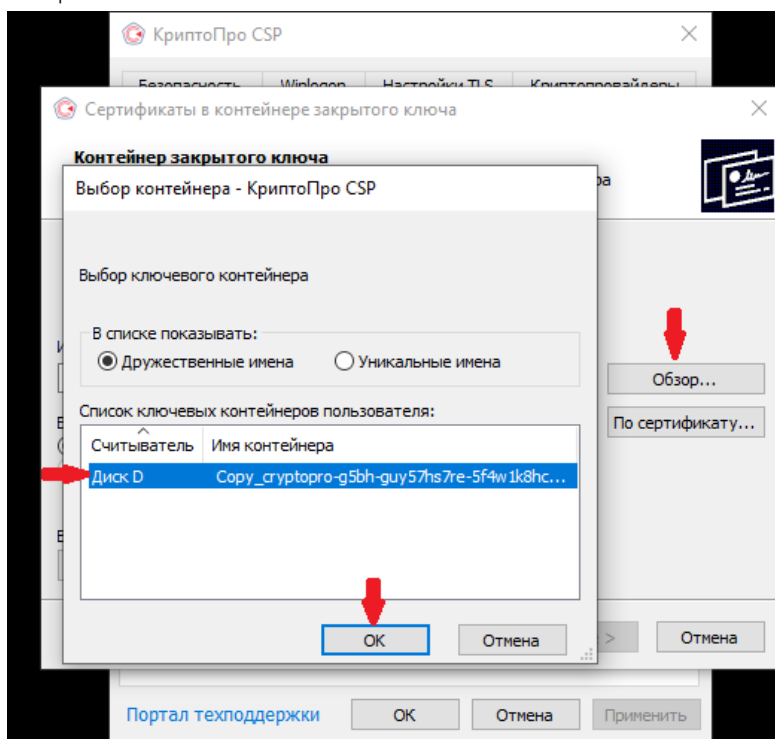 КриптоПро CSP
Безопасность Winlogon Настройки TLS Криптопровайдеры
Сертификаты в контейнере закрытого ключа
Контейнер закрытого ключа
Выбор контейнера - КриптоПро CSP
Выбор ключевого контейнера
В списке показывать:
Дружественные имена Уникальные имена
Обзор...
Список ключевых контейнеров пользователя:
По сертификату...
Считыватель Имя контейнера
Диск D Copy_cryptopro-g5bh-guy57hs7re-5f4w1k8hc...
ОК Отмена
> Отмена
Портал техподдержки ОК Отмена Применить